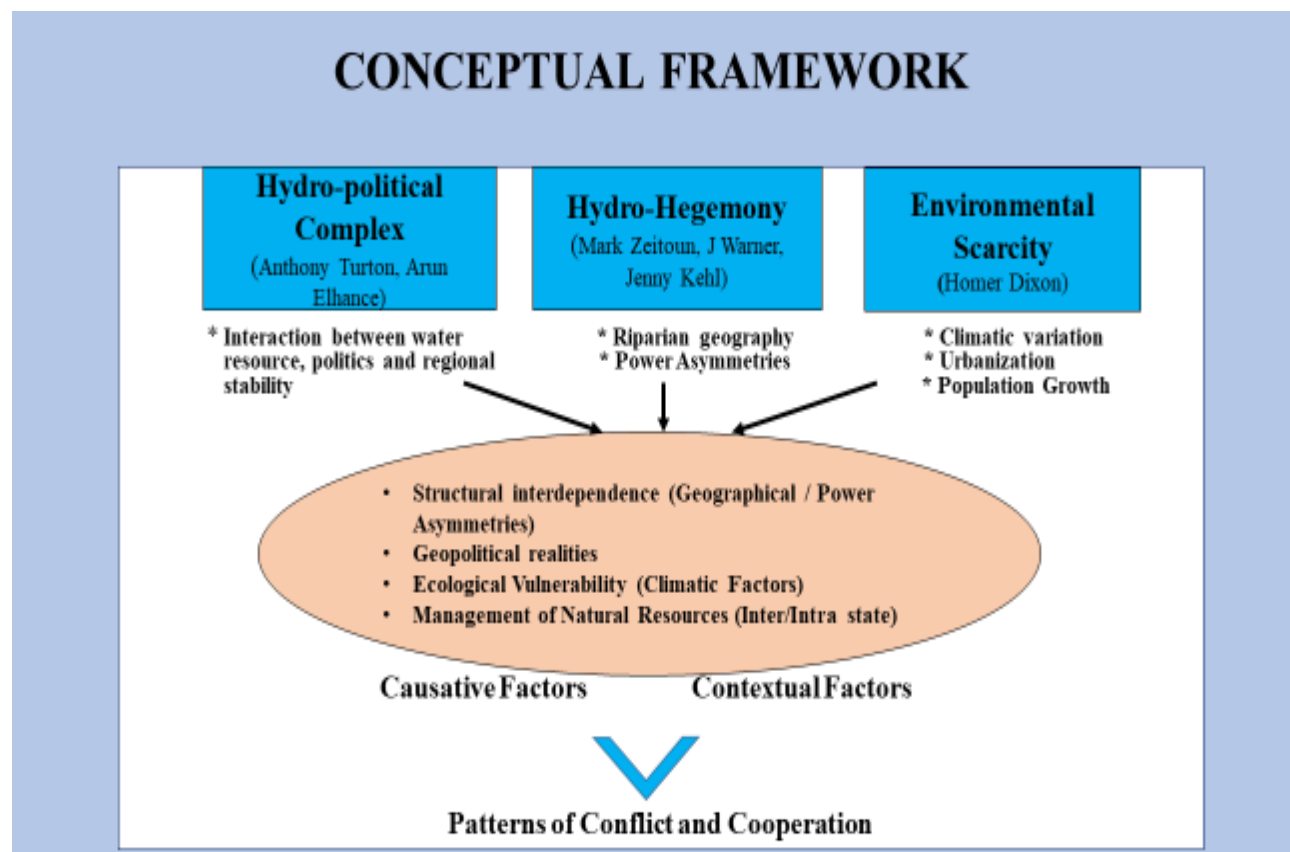 CONCEPTUAL FRAMEWORK
Hydro-political
Complex
(Anthony Turton, Arun
Elhance)
* Interaction between water
resource, politics and regional
stability
Hydro-Hegemony
(Mark Zeitoun, J Warner,
Jenny Kehl)
* Riparian geography
* Power Asymmetries
Environmental
Scarcity
(Homer Dixon)
* Climatic variation
* Urbanization
* Population Growth
• Structural interdependence (Geographical / Power
Asymmetries)
• Geopolitical realities
• Ecological Vulnerability (Climatic Factors)
• Management of Natural Resources (Inter/Intra state)
Causative Factors
Contextual Factors
Patterns of Conflict and Cooperation